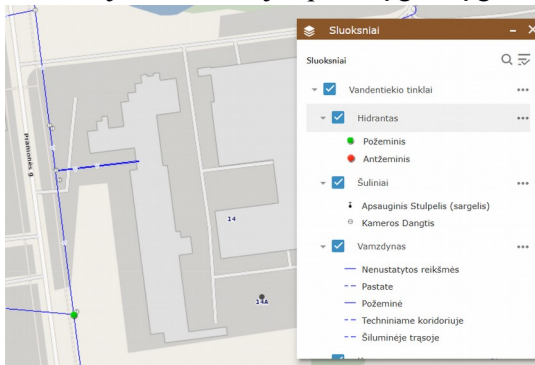 Sluoksniai
Sluoksniai
Vandentiekio tinklai
Hidrantas
Požeminis
Antžeminis
Šuliniai
Apsauginis Stulpelis (sargelis)
Kameros Dangtis
Vamzdynas
Nenustatytos reikšmės
Pastate
Požeminė
Techniniame koridoriuje
Šiluminėje trąsoje
Pramonės g.
14
14A